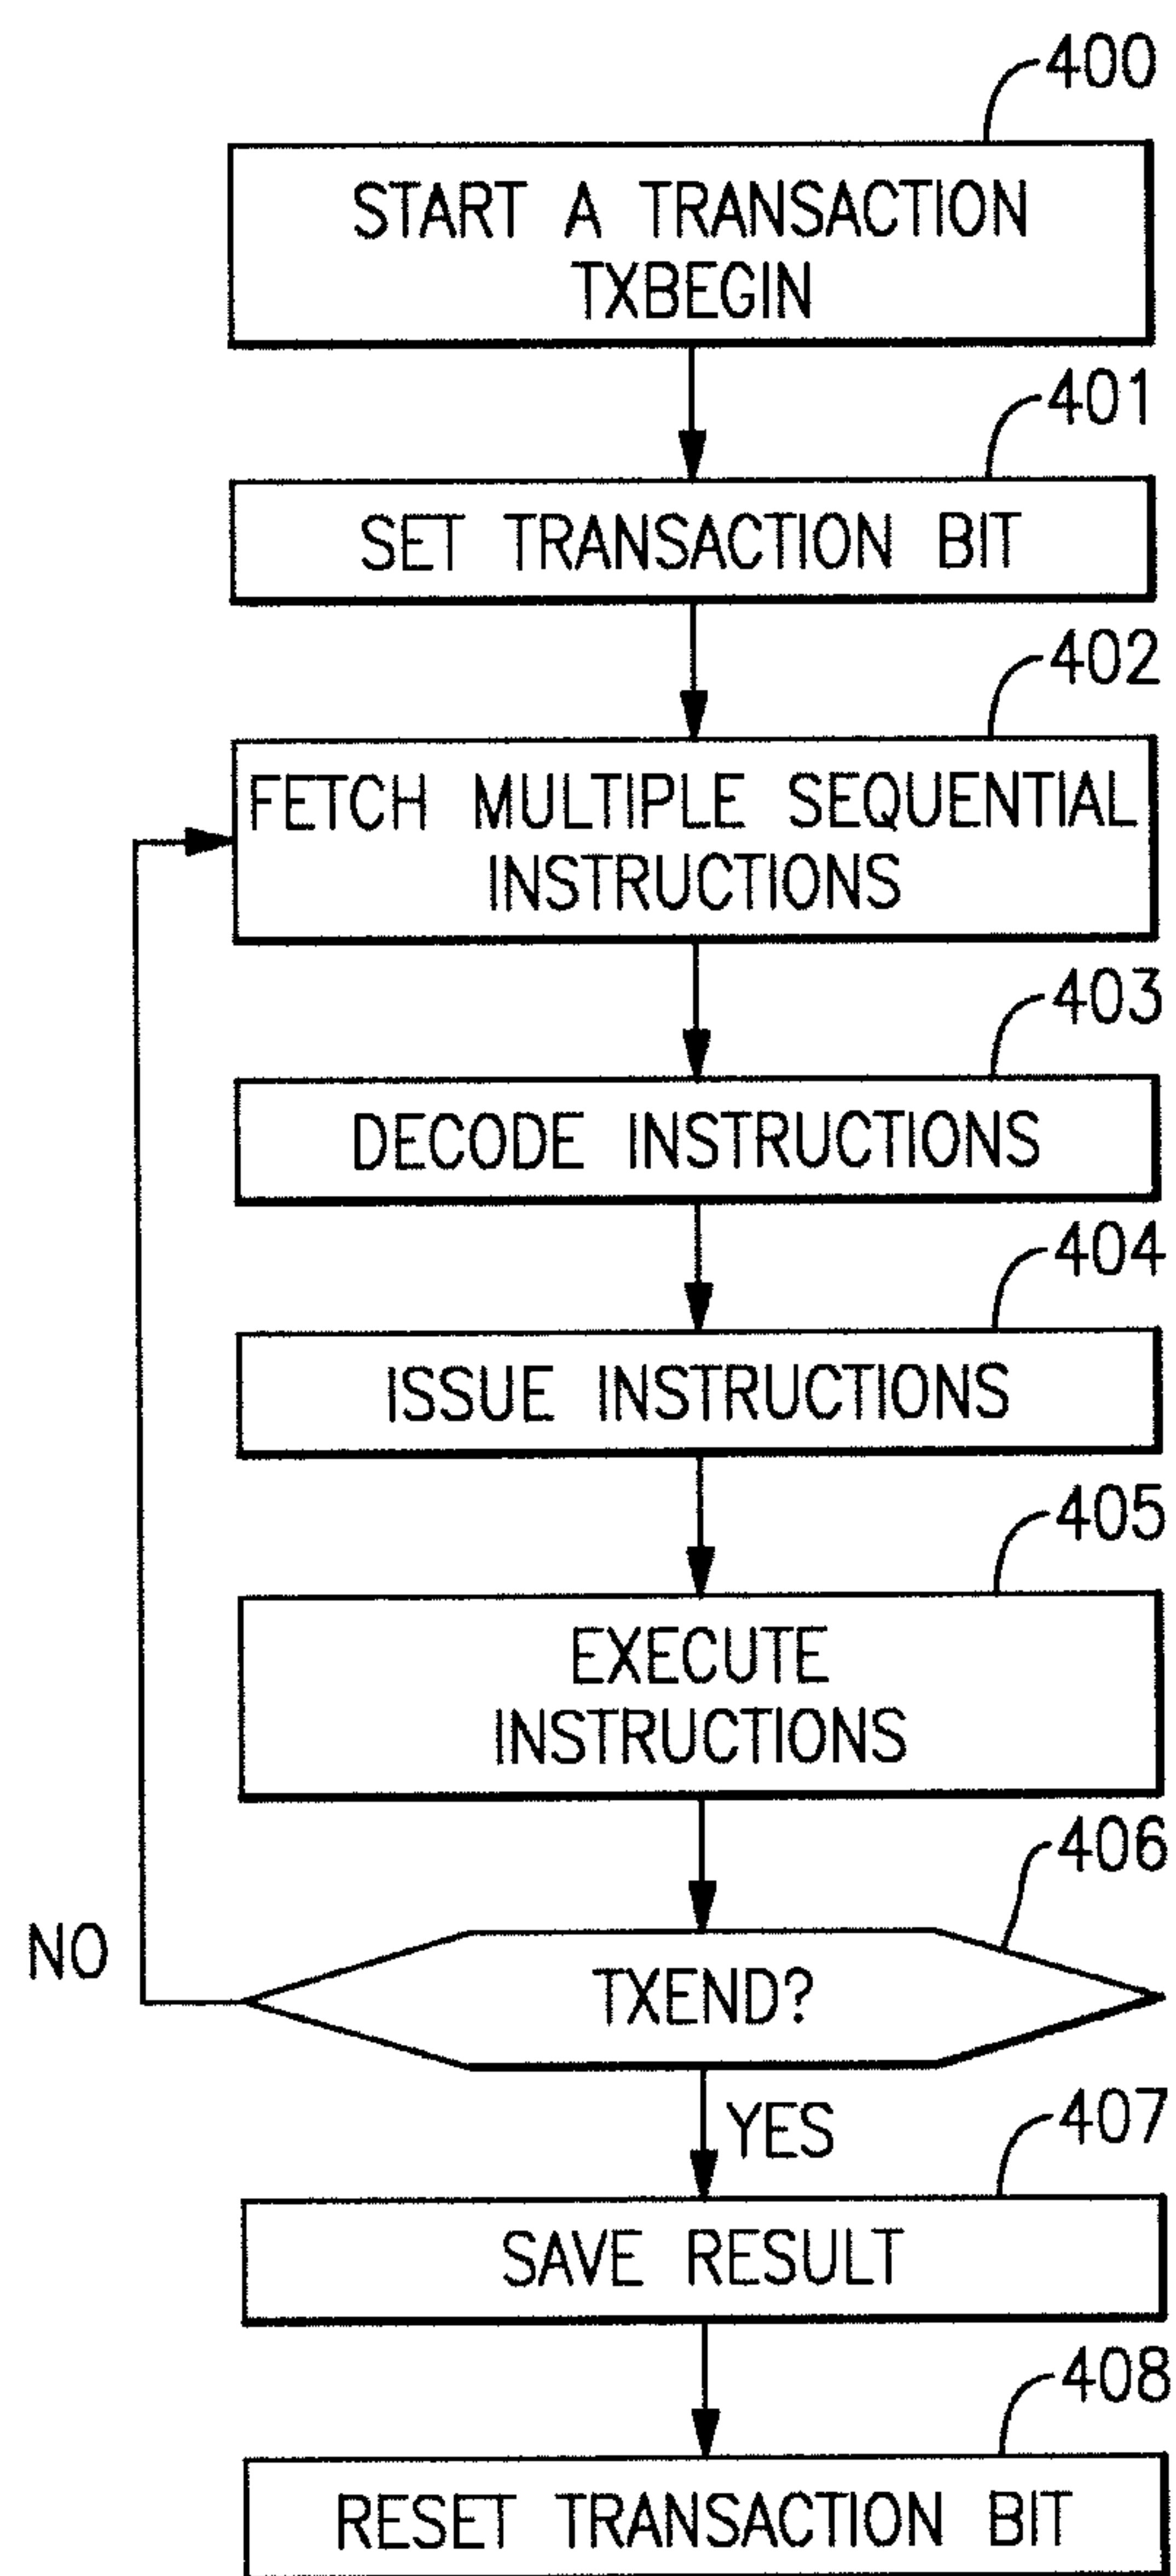 400
START A TRANSACTION
TXBEGIN
401
SET TRANSACTION BIT
402
FETCH MULTIPLE SEQUENTIAL
INSTRUCTIONS
403
DECODE INSTRUCTIONS
404
ISSUE INSTRUCTIONS
405
EXECUTE
INSTRUCTIONS
406
NO
TXEND?
YES
407
SAVE RESULT
408
RESET TRANSACTION BIT